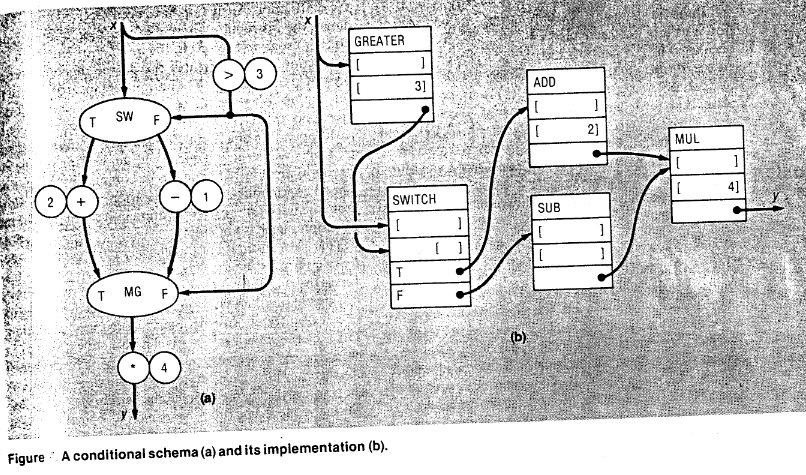 x
> 3
T SW F
2 +
− 1
T MG F
* 4
y
(a)
x
GREATER
[ ]
[ 3]
SWITCH
[ ]
[ ]
T
F
ADD
[ ]
[ 2]
SUB
[ ]
[ ]
MUL
[ ]
[ 4]
y
(b)
Figure A conditional schema (a) and its implementation (b).